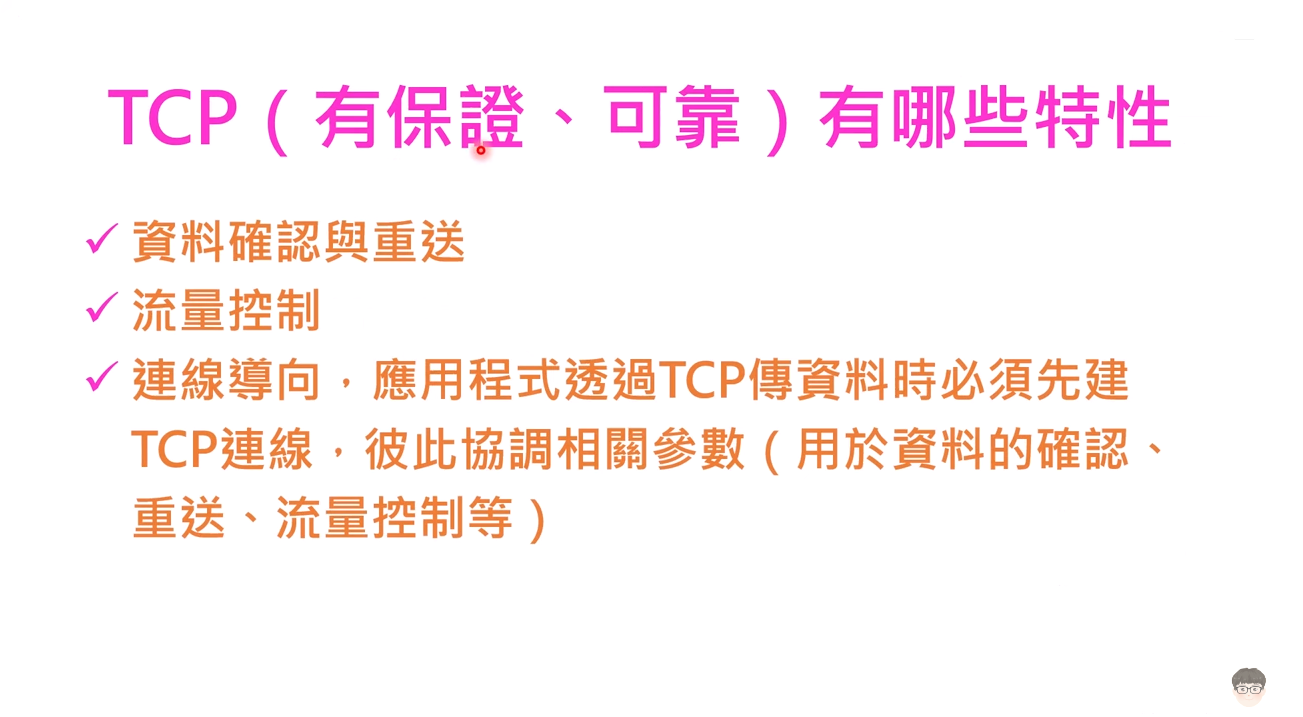 TCP（有保證、可靠）有哪些特性
✓ 資料確認與重送
✓ 流量控制
✓ 連線導向，應用程式透過TCP傳資料時必須先建
TCP連線，彼此協調相關參數（用於資料的確認、
重送、流量控制等）